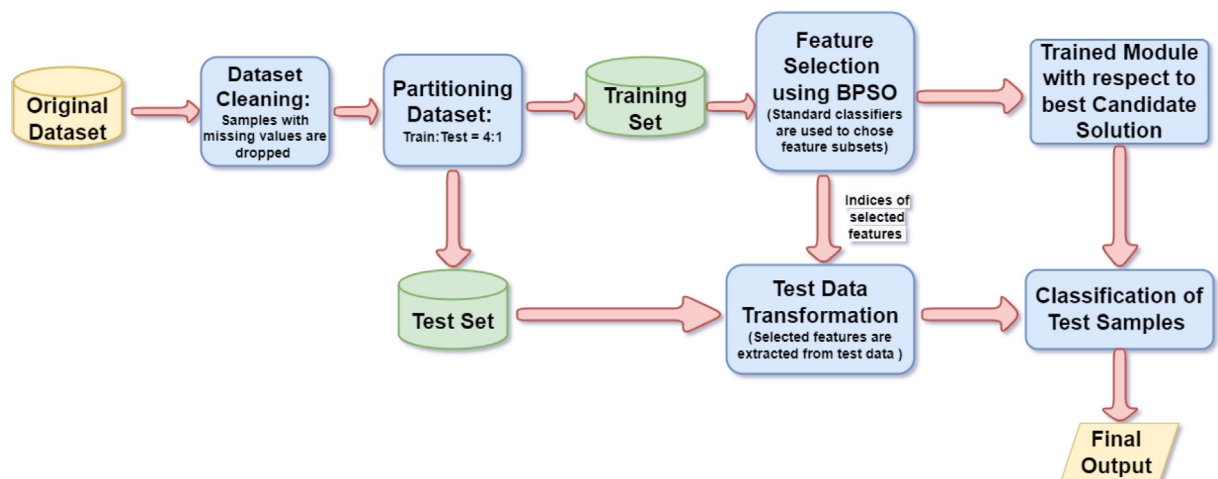 Original
Dataset
Dataset
Cleaning:
Samples with
missing values are
dropped
Partitioning
Dataset:
Train:Test = 4:1
Training
Set
Feature
Selection
using BPSO
(Standard classifiers
are used to chose
feature subsets)
Trained Module
with respect to
best Candidate
Solution
Indices of
selected
features
Test Set
Test Data
Transformation
(Selected features are
extracted from test data )
Classification of
Test Samples
Final
Output